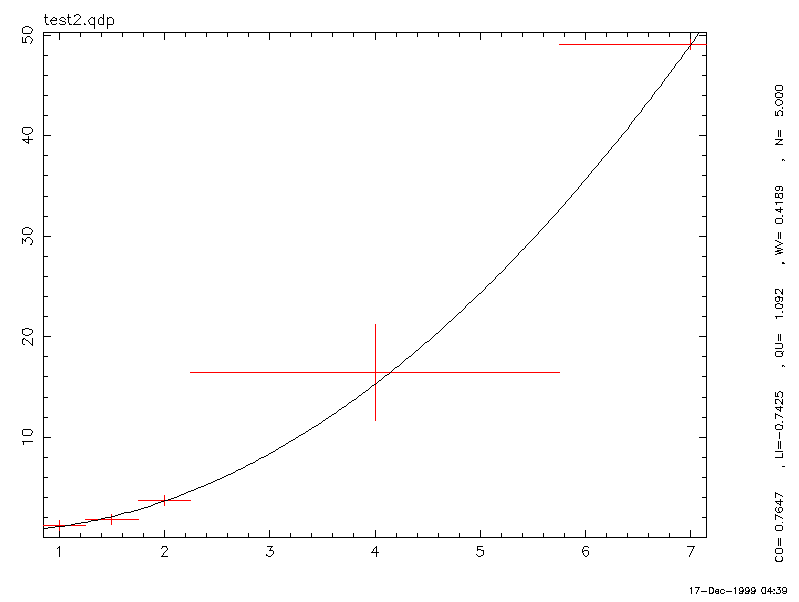 test2.qdp
50
40
30
20
10
1 2 3 4 5 6 7
CO= 0.7647 , LI=-0.7425 , QU= 1.092 , WV= 0.4189 , N= 5.000
17-Dec-1999 04:39